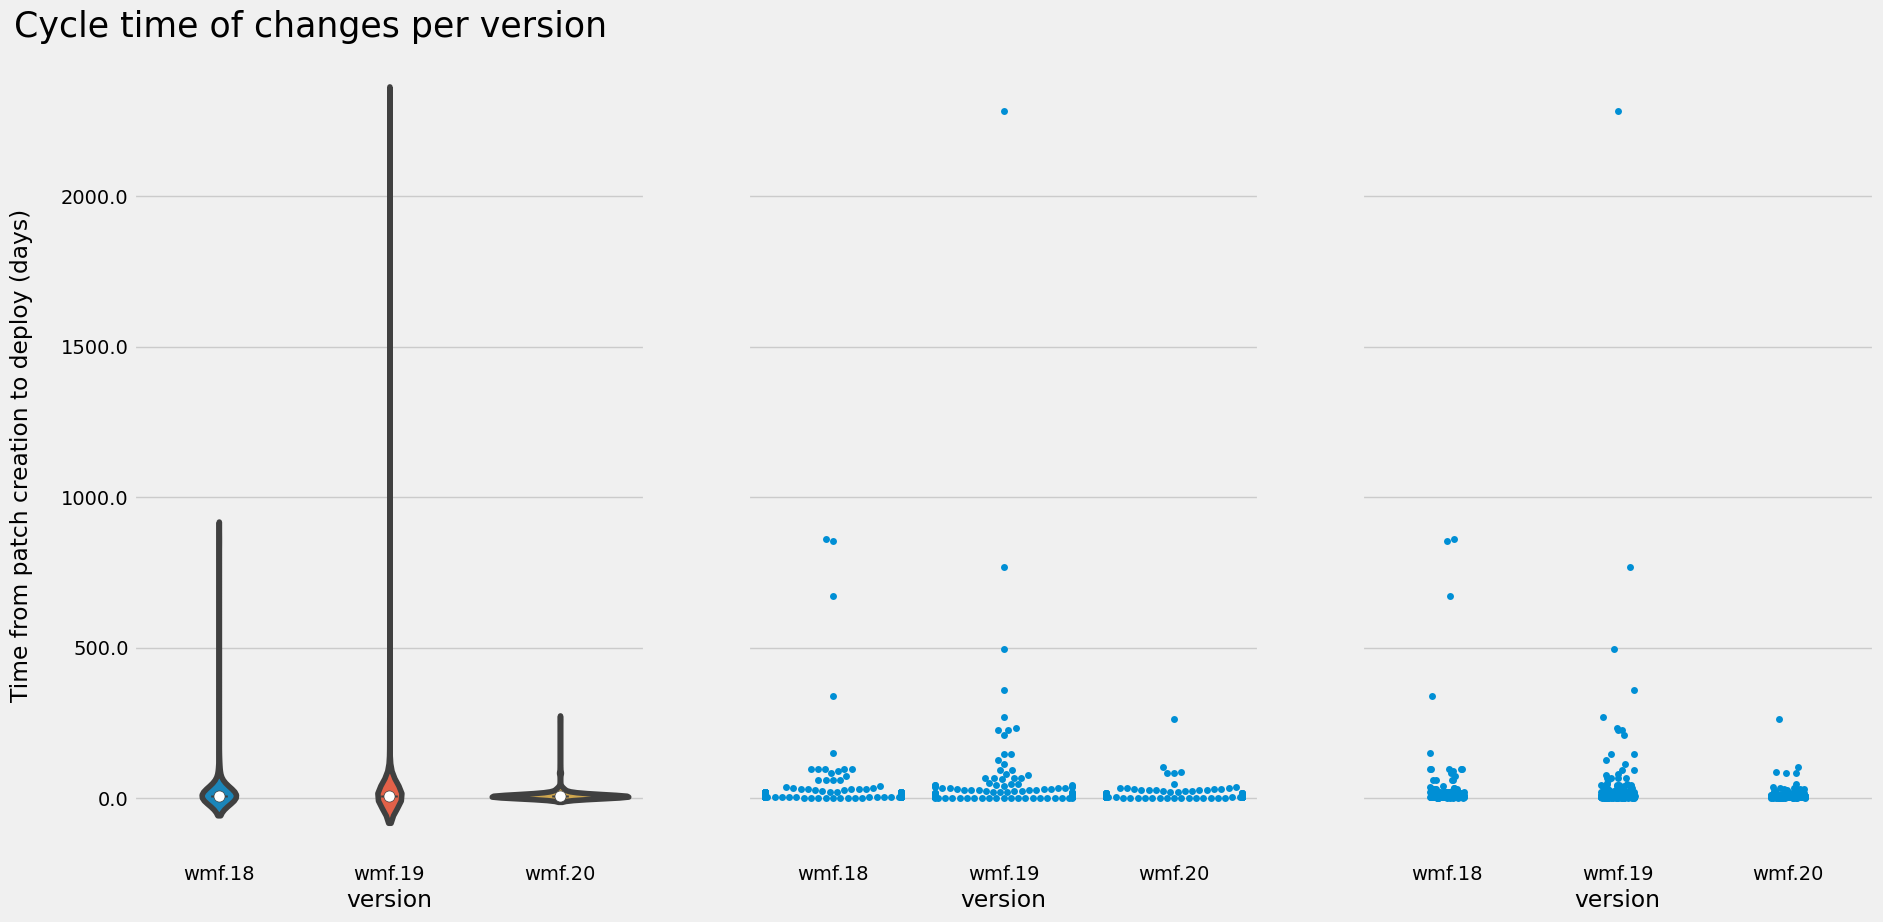 Cycle time of changes per version
Time from patch creation to deploy (days)
2000.0
1500.0
1000.0
500.0
0.0
wmf.18 wmf.19 wmf.20
version
wmf.18 wmf.19 wmf.20
version
wmf.18 wmf.19 wmf.20
version